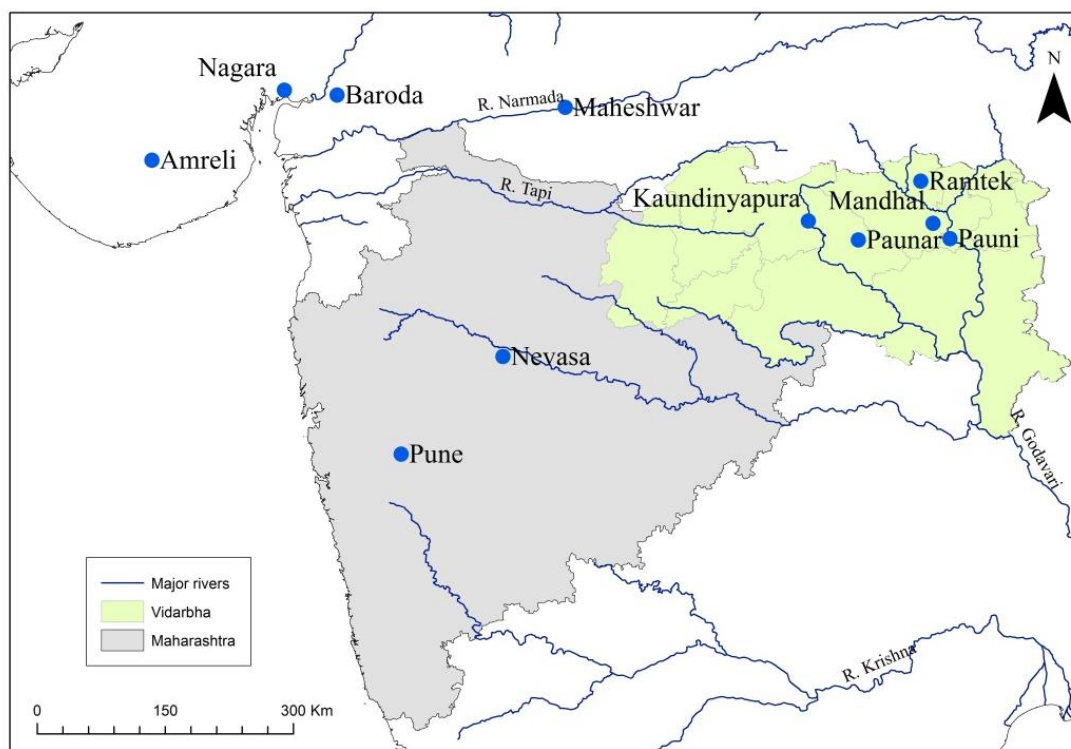 N
Nagara
Baroda
R. Narmada
Maheshwar
Amreli
R. Tapi
Kaundinyapura
Ramtek
Mandhal
Paunar
Pauni
Nevasa
R. Godavari
Pune
Major rivers
Vidarbha
Maharashtra
R. Krishna
0 150 300 Km